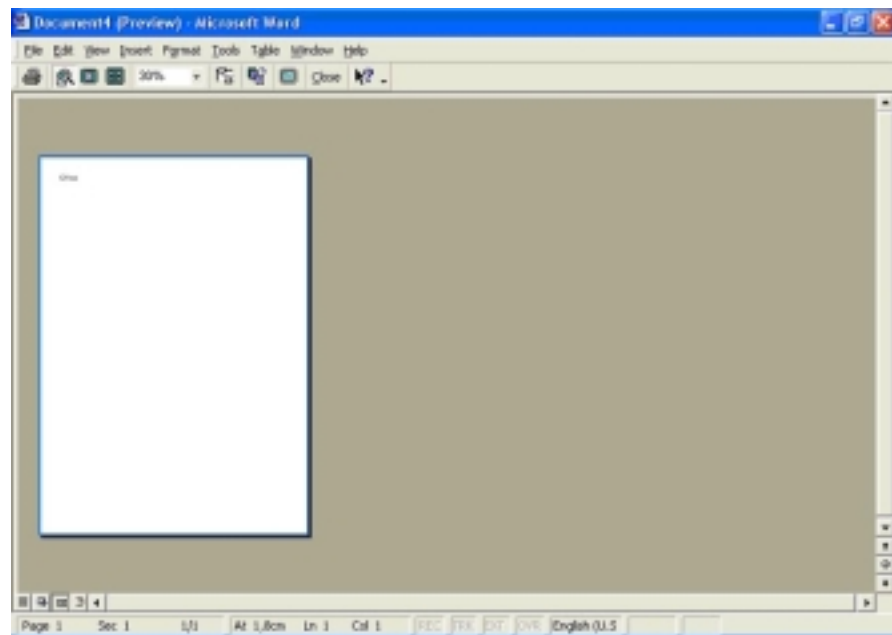 Document4 (Preview) - Microsoft Word
File Edit View Insert Format Tools Table Window Help
30% Close
Page 1 Sec 1 1/1 At 1,8cm Ln 1 Col 1 REC TRK EXT OVR English (U.S